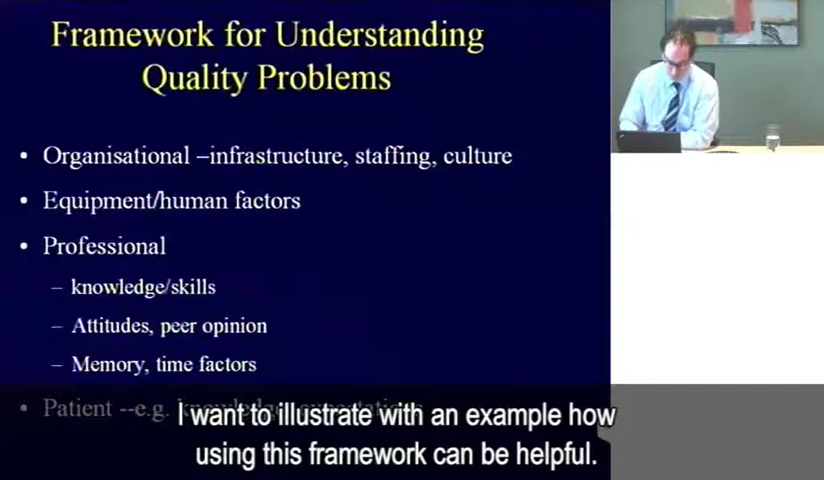 Framework for Understanding
Quality Problems
• Organisational –infrastructure, staffing, culture
• Equipment/human factors
• Professional
– knowledge/skills
– Attitudes, peer opinion
– Memory, time factors
• Patient --e.g.
I want to illustrate with an example how
using this framework can be helpful.